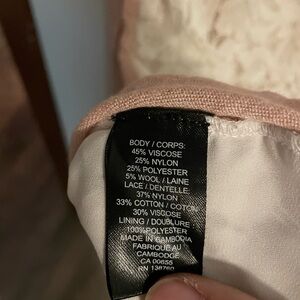 BODY / CORPS:
45% VISCOSE
25% NYLON
25% POLYESTER
5% WOOL / LAINE
LACE / DENTELLE:
37% NYLON
33% COTTON / COTON
30% VISCOSE
LINING / DOUBLURE
100%POLYESTER
MADE IN CAMBODIA
FABRIQUE AU
CAMBODGE
CA 00655
RN 136760